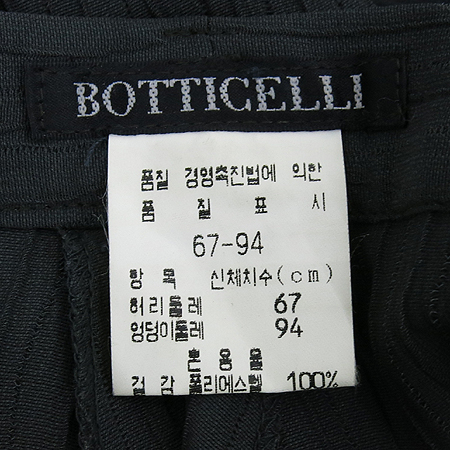 BOTTICELLI
품질 경영촉진법에 의한
품 질 표 시
67-94
항 목 신체치수(cm)
허리둘레 67
엉덩이둘레 94
혼용율
겉감 폴리에스텔 100%